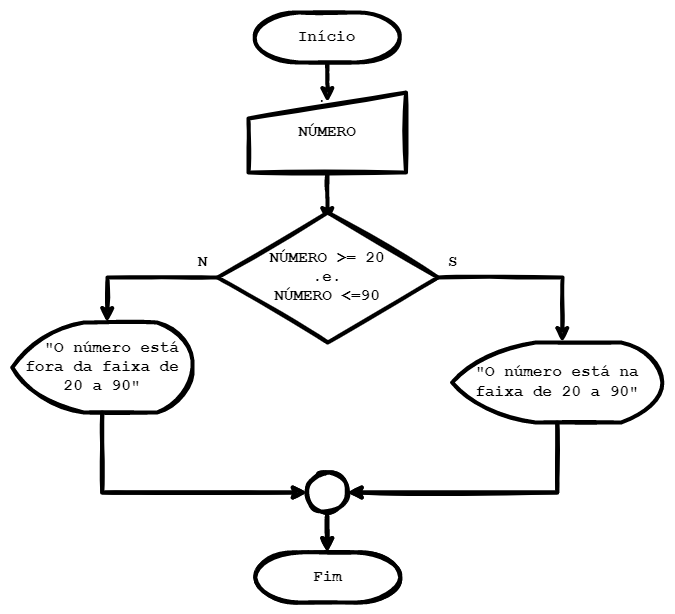 Início
NÚMERO
NÚMERO >= 20
.e.
NÚMERO <=90
N
S
"O número está
fora da faixa de
20 a 90"
"O número está na
faixa de 20 a 90"
Fim